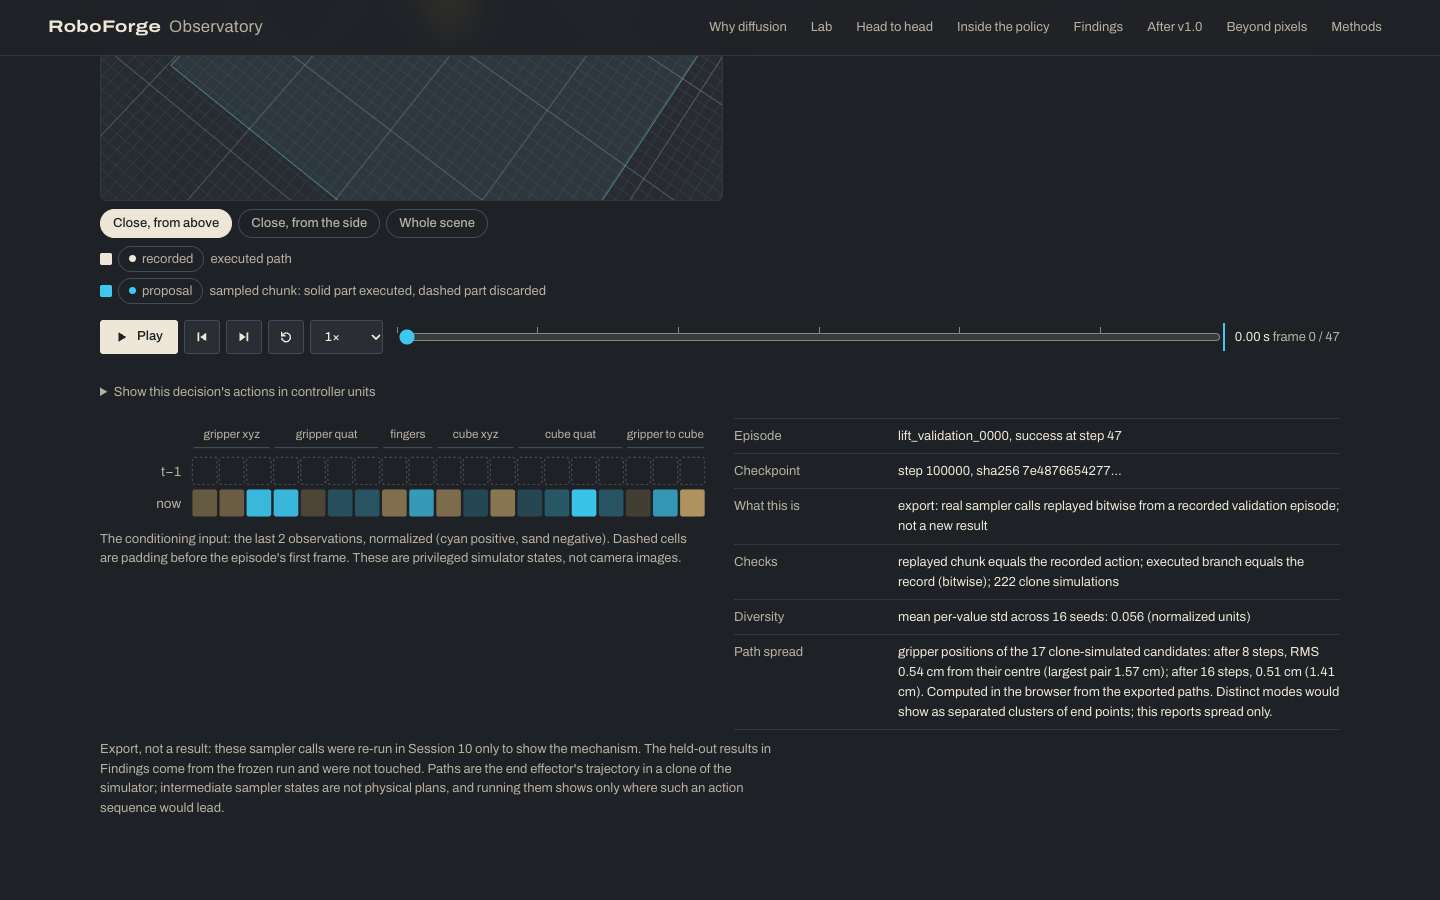 RoboForge Observatory
Why diffusion Lab Head to head Inside the policy Findings After v1.0 Beyond pixels Methods
Close, from above Close, from the side Whole scene
recorded executed path
proposal sampled chunk: solid part executed, dashed part discarded
Play 1× 0.00 s frame 0 / 47
Show this decision's actions in controller units
gripper xyz gripper quat fingers cube xyz cube quat gripper to cube
t−1
now
The conditioning input: the last 2 observations, normalized (cyan positive, sand negative). Dashed cells
are padding before the episode's first frame. These are privileged simulator states, not camera images.
Episode lift_validation_0000, success at step 47
Checkpoint step 100000, sha256 7e4876654277…
What this is export: real sampler calls replayed bitwise from a recorded validation episode;
not a new result
Checks replayed chunk equals the recorded action; executed branch equals the
record (bitwise); 222 clone simulations
Diversity mean per-value std across 16 seeds: 0.056 (normalized units)
Path spread gripper positions of the 17 clone-simulated candidates: after 8 steps, RMS
0.54 cm from their centre (largest pair 1.57 cm); after 16 steps, 0.51 cm (1.41
cm). Computed in the browser from the exported paths. Distinct modes would
show as separated clusters of end points; this reports spread only.
Export, not a result: these sampler calls were re-run in Session 10 only to show the mechanism. The held-out results in
Findings come from the frozen run and were not touched. Paths are the end effector's trajectory in a clone of the
simulator; intermediate sampler states are not physical plans, and running them shows only where such an action
sequence would lead.